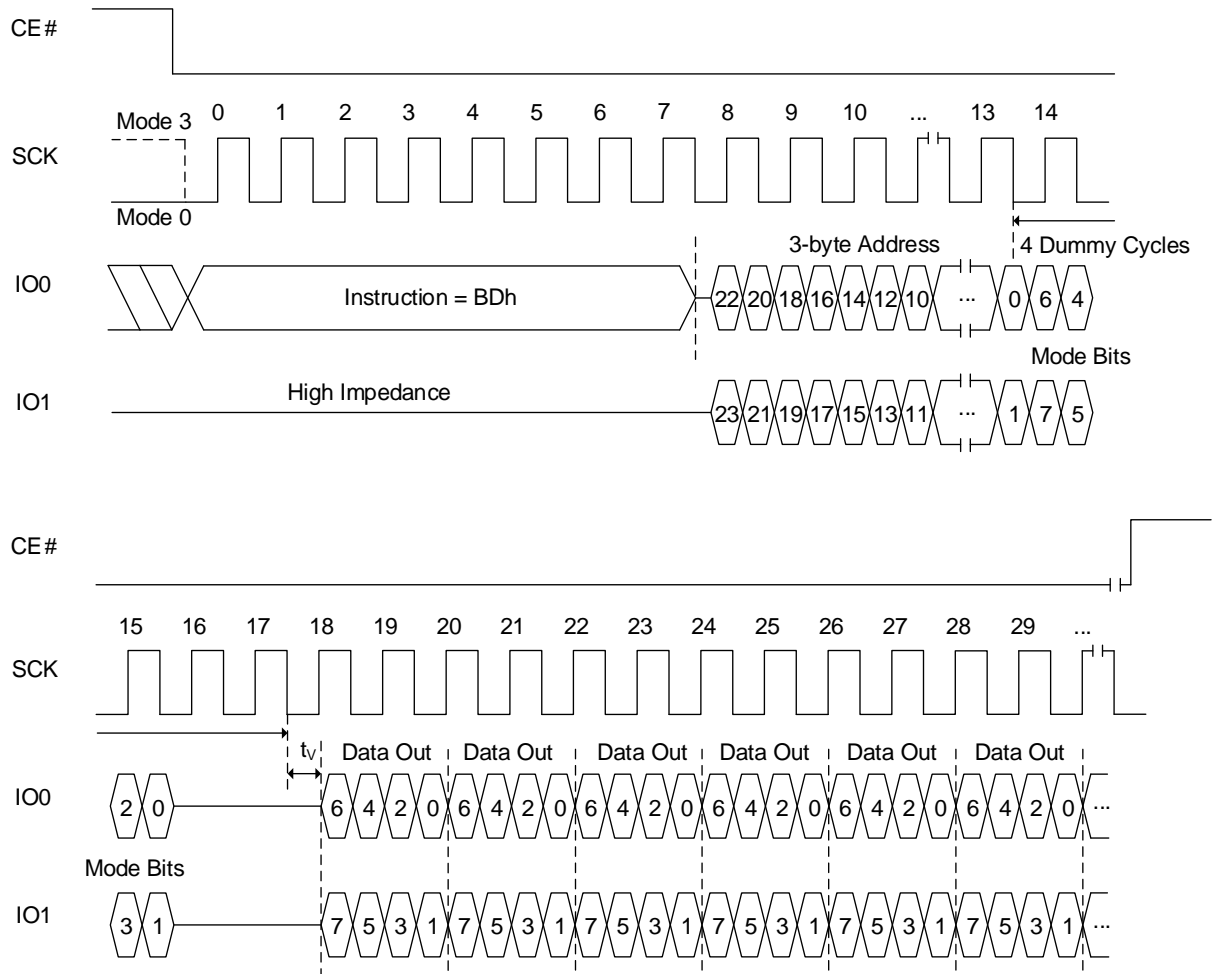 CE#
0 1 2 3 4 5 6 7 8 9 10 ... 13 14
Mode 3
SCK
Mode 0
3-byte Address 4 Dummy Cycles
IO0 Instruction = BDh 22 20 18 16 14 12 10 ... 0 6 4
Mode Bits
IO1 High Impedance 23 21 19 17 15 13 11 ... 1 7 5
CE#
15 16 17 18 19 20 21 22 23 24 25 26 27 28 29 ...
SCK
tV Data Out Data Out Data Out Data Out Data Out Data Out
IO0 2 0 6 4 2 0 6 4 2 0 6 4 2 0 6 4 2 0 6 4 2 0 6 4 2 0 ...
Mode Bits
IO1 3 1 7 5 3 1 7 5 3 1 7 5 3 1 7 5 3 1 7 5 3 1 7 5 3 1 ...